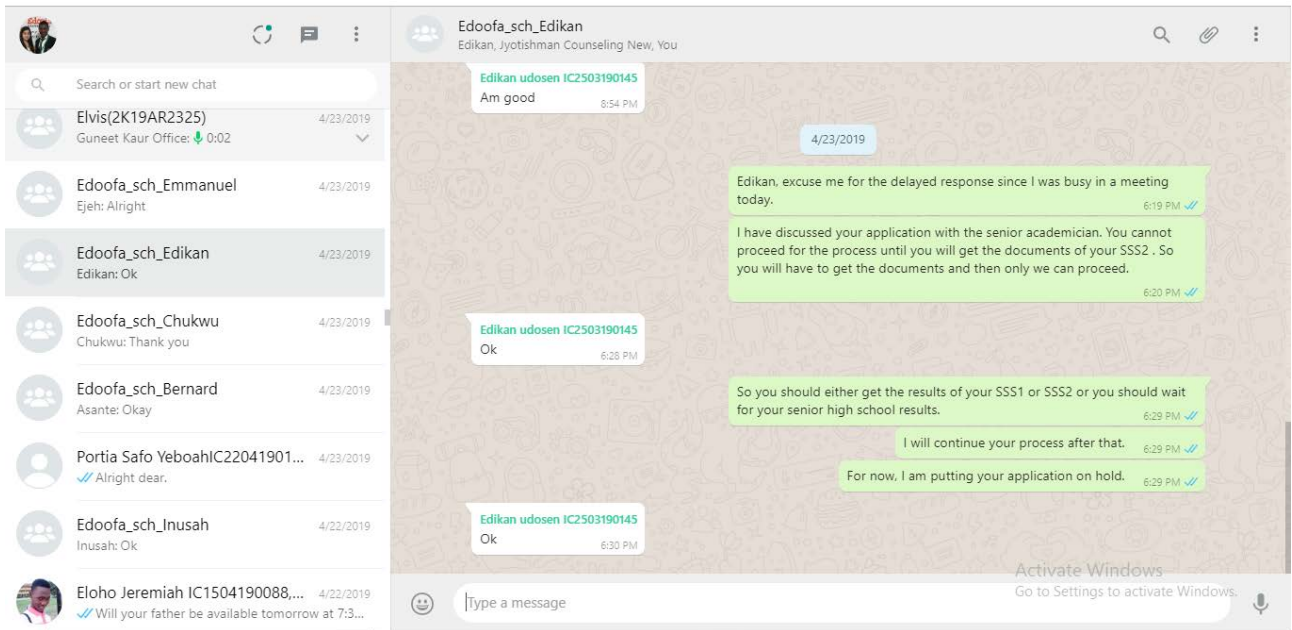 Search or start new chat
Elvis(2K19AR2325) 4/23/2019
Guneet Kaur Office: 0:02
Edoofa_sch_Emmanuel 4/23/2019
Ejeh: Alright
Edoofa_sch_Edikan 4/23/2019
Edikan: Ok
Edoofa_sch_Chukwu 4/23/2019
Chukwu: Thank you
Edoofa_sch_Bernard 4/23/2019
Asante: Okay
Portia Safo YeboahIC22041901... 4/23/2019
Alright dear.
Edoofa_sch_Inusah 4/22/2019
Inusah: Ok
Eloho Jeremiah IC1504190088,... 4/22/2019
Will your father be available tomorrow at 7:3...
Edoofa_sch_Edikan
Edikan, Jyotishman Counseling New, You
Edikan udosen IC2503190145
Am good 8:54 PM
4/23/2019
Edikan, excuse me for the delayed response since I was busy in a meeting
today. 6:19 PM
I have discussed your application with the senior academician. You cannot
proceed for the process until you will get the documents of your SSS2 . So
you will have to get the documents and then only we can proceed.
6:20 PM
Edikan udosen IC2503190145
Ok 6:28 PM
So you should either get the results of your SSS1 or SSS2 or you should wait
for your senior high school results. 6:29 PM
I will continue your process after that. 6:29 PM
For now, I am putting your application on hold. 6:29 PM
Edikan udosen IC2503190145
Ok 6:30 PM
Activate Windows
Go to Settings to activate Windows.
Type a message